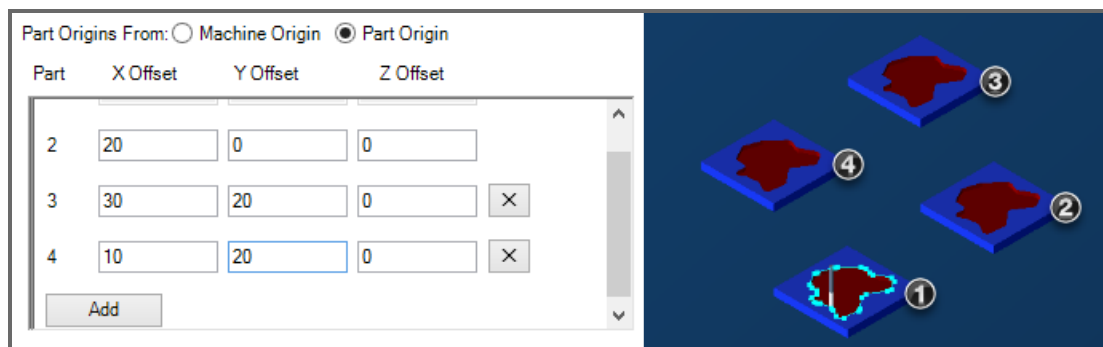 Part Origins From: Machine Origin Part Origin
Part X Offset Y Offset Z Offset
2 20 0 0
3 30 20 0
4 10 20 0
Add
3
4
2
1